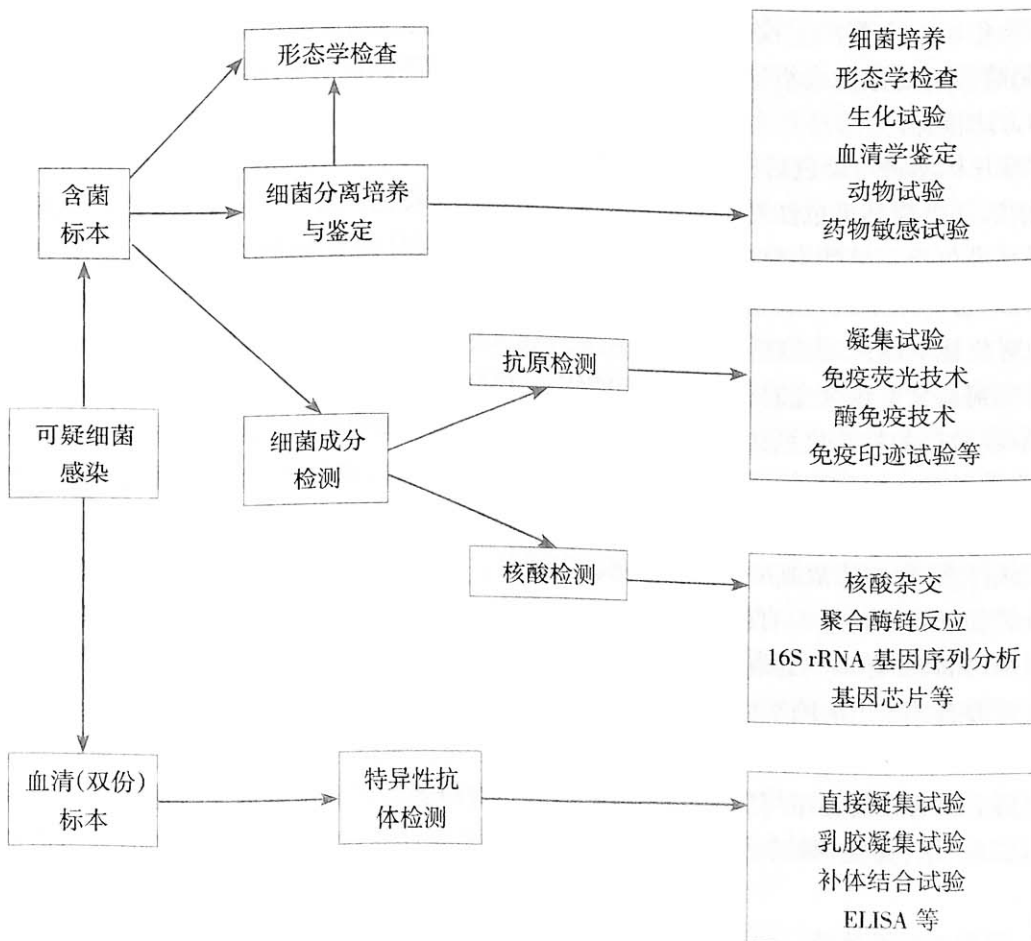 形态学检查
细菌培养
形态学检查
生化试验
血清学鉴定
动物试验
药物敏感试验
含菌
标本
细菌分离培养
与鉴定
抗原检测
凝集试验
免疫荧光技术
酶免疫技术
免疫印迹试验等
可疑细菌
感染
细菌成分
检测
核酸检测
核酸杂交
聚合酶链反应
16S rRNA 基因序列分析
基因芯片等
血清(双份)
标本
特异性抗
体检测
直接凝集试验
乳胶凝集试验
补体结合试验
ELISA 等